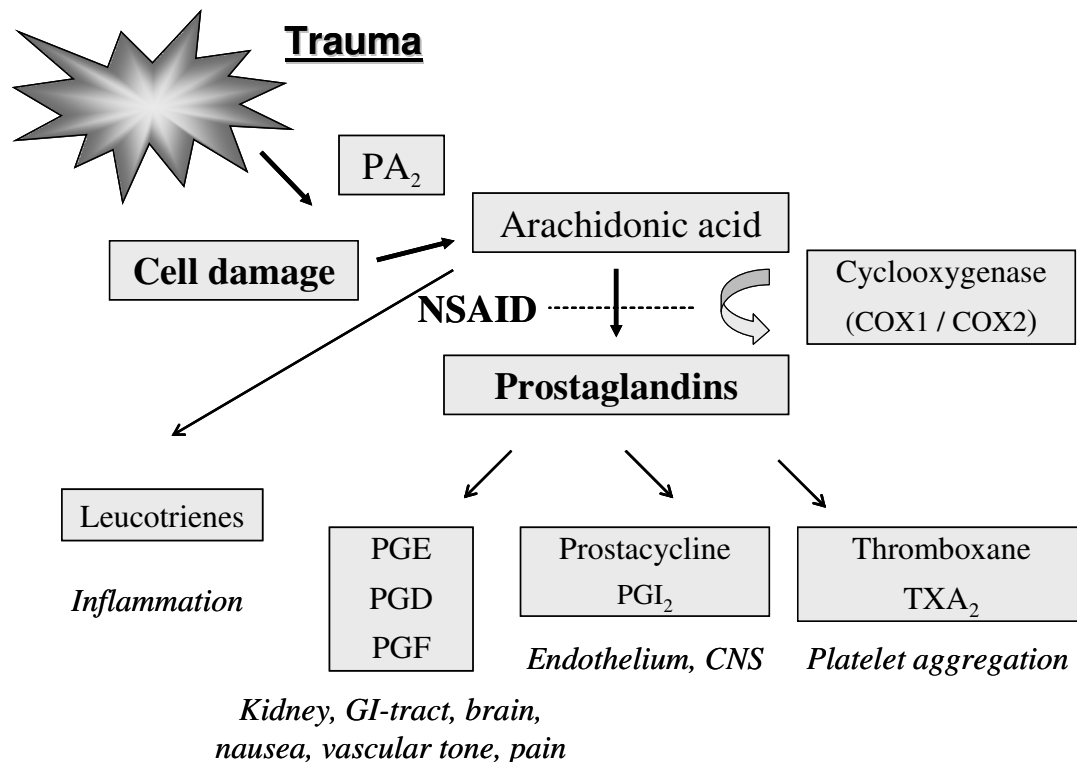 Trauma
PA₂
Arachidonic acid
Cell damage
Cyclooxygenase
(COX1 / COX2)
NSAID
Prostaglandins
Leucotrienes
Inflammation
PGE
PGD
PGF
Kidney, GI-tract, brain,
nausea, vascular tone, pain
Prostacycline
PGI₂
Endothelium, CNS
Thromboxane
TXA₂
Platelet aggregation